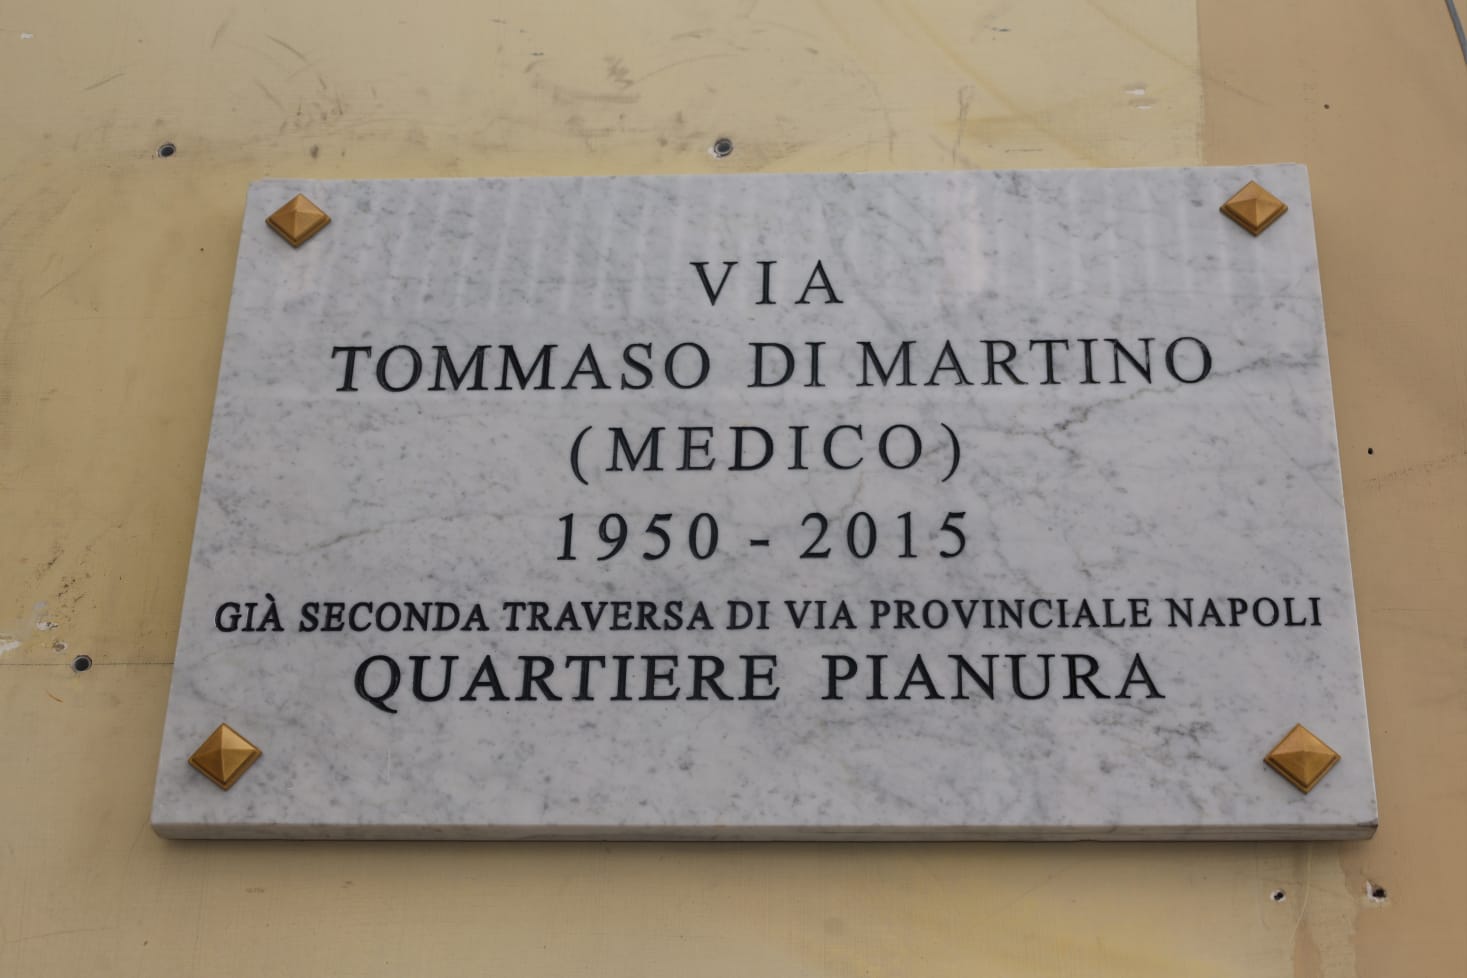 VIA
TOMMASO DI MARTINO
(MEDICO)
1950 - 2015
GIÀ SECONDA TRAVERSA DI VIA PROVINCIALE NAPOLI
QUARTIERE PIANURA